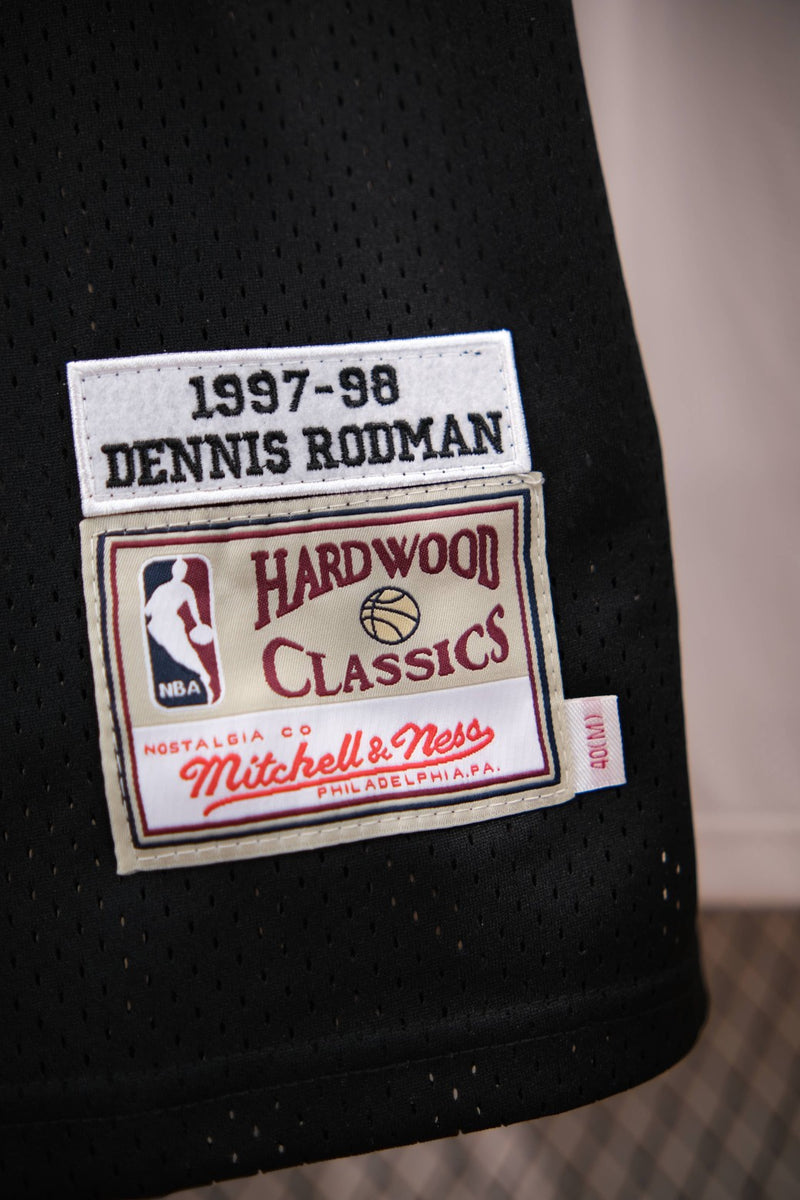 1997-98
DENNIS RODMAN
HARDWOOD
CLASSICS
NBA
NOSTALGIA CO
Mitchell & Ness
PHILADELPHIA, PA.
40(M)